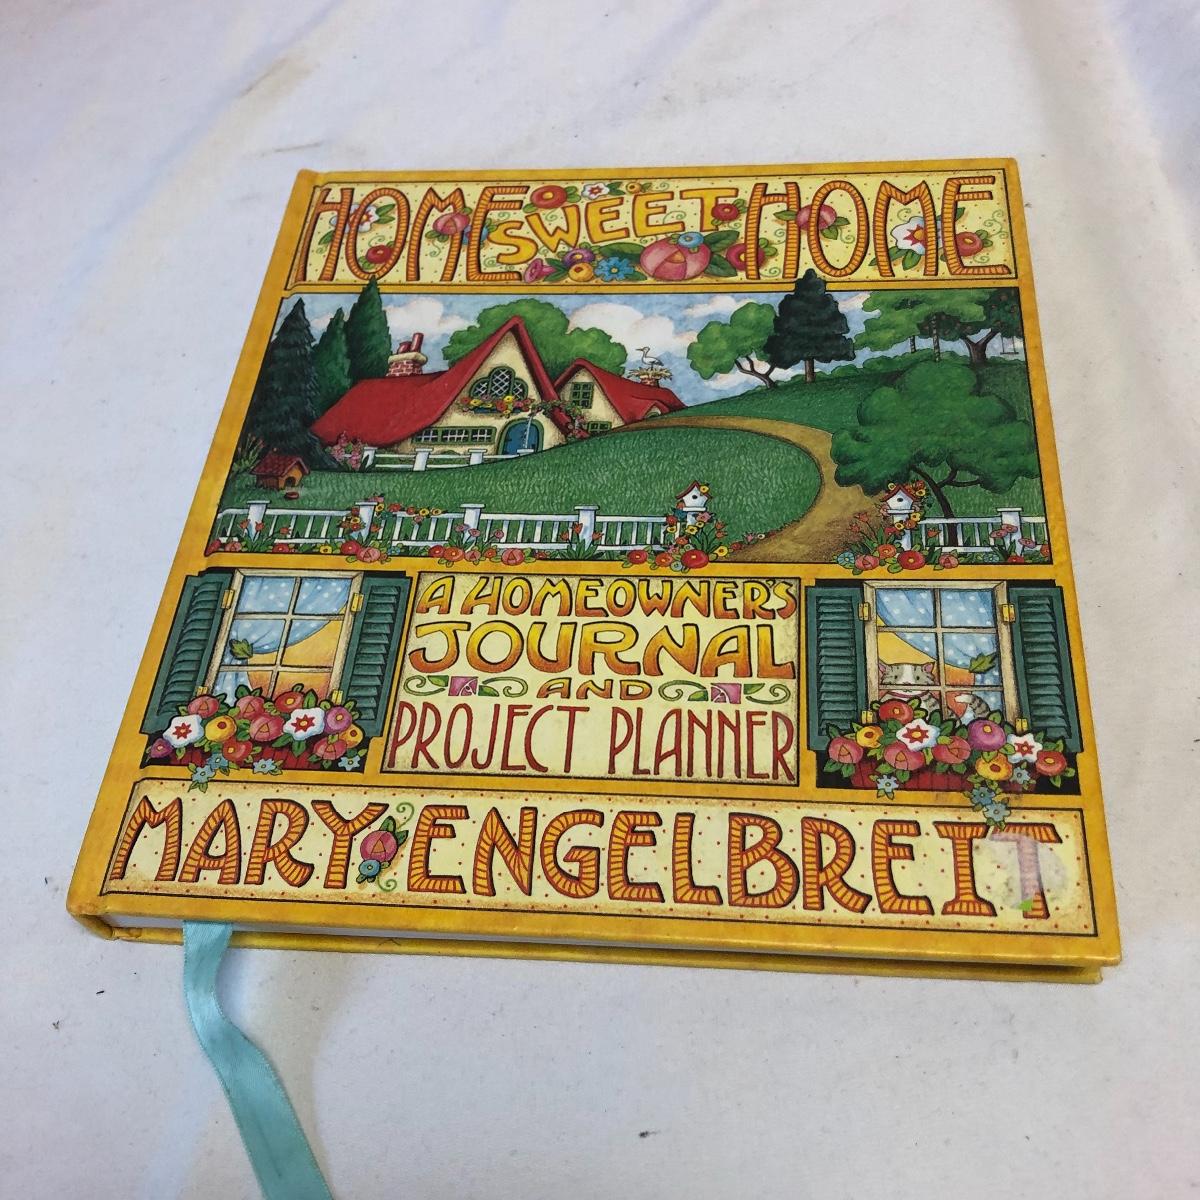 HOME SWEET HOME
A HOMEOWNER'S
JOURNAL
AND
PROJECT PLANNER
MARY ENGELBREIT